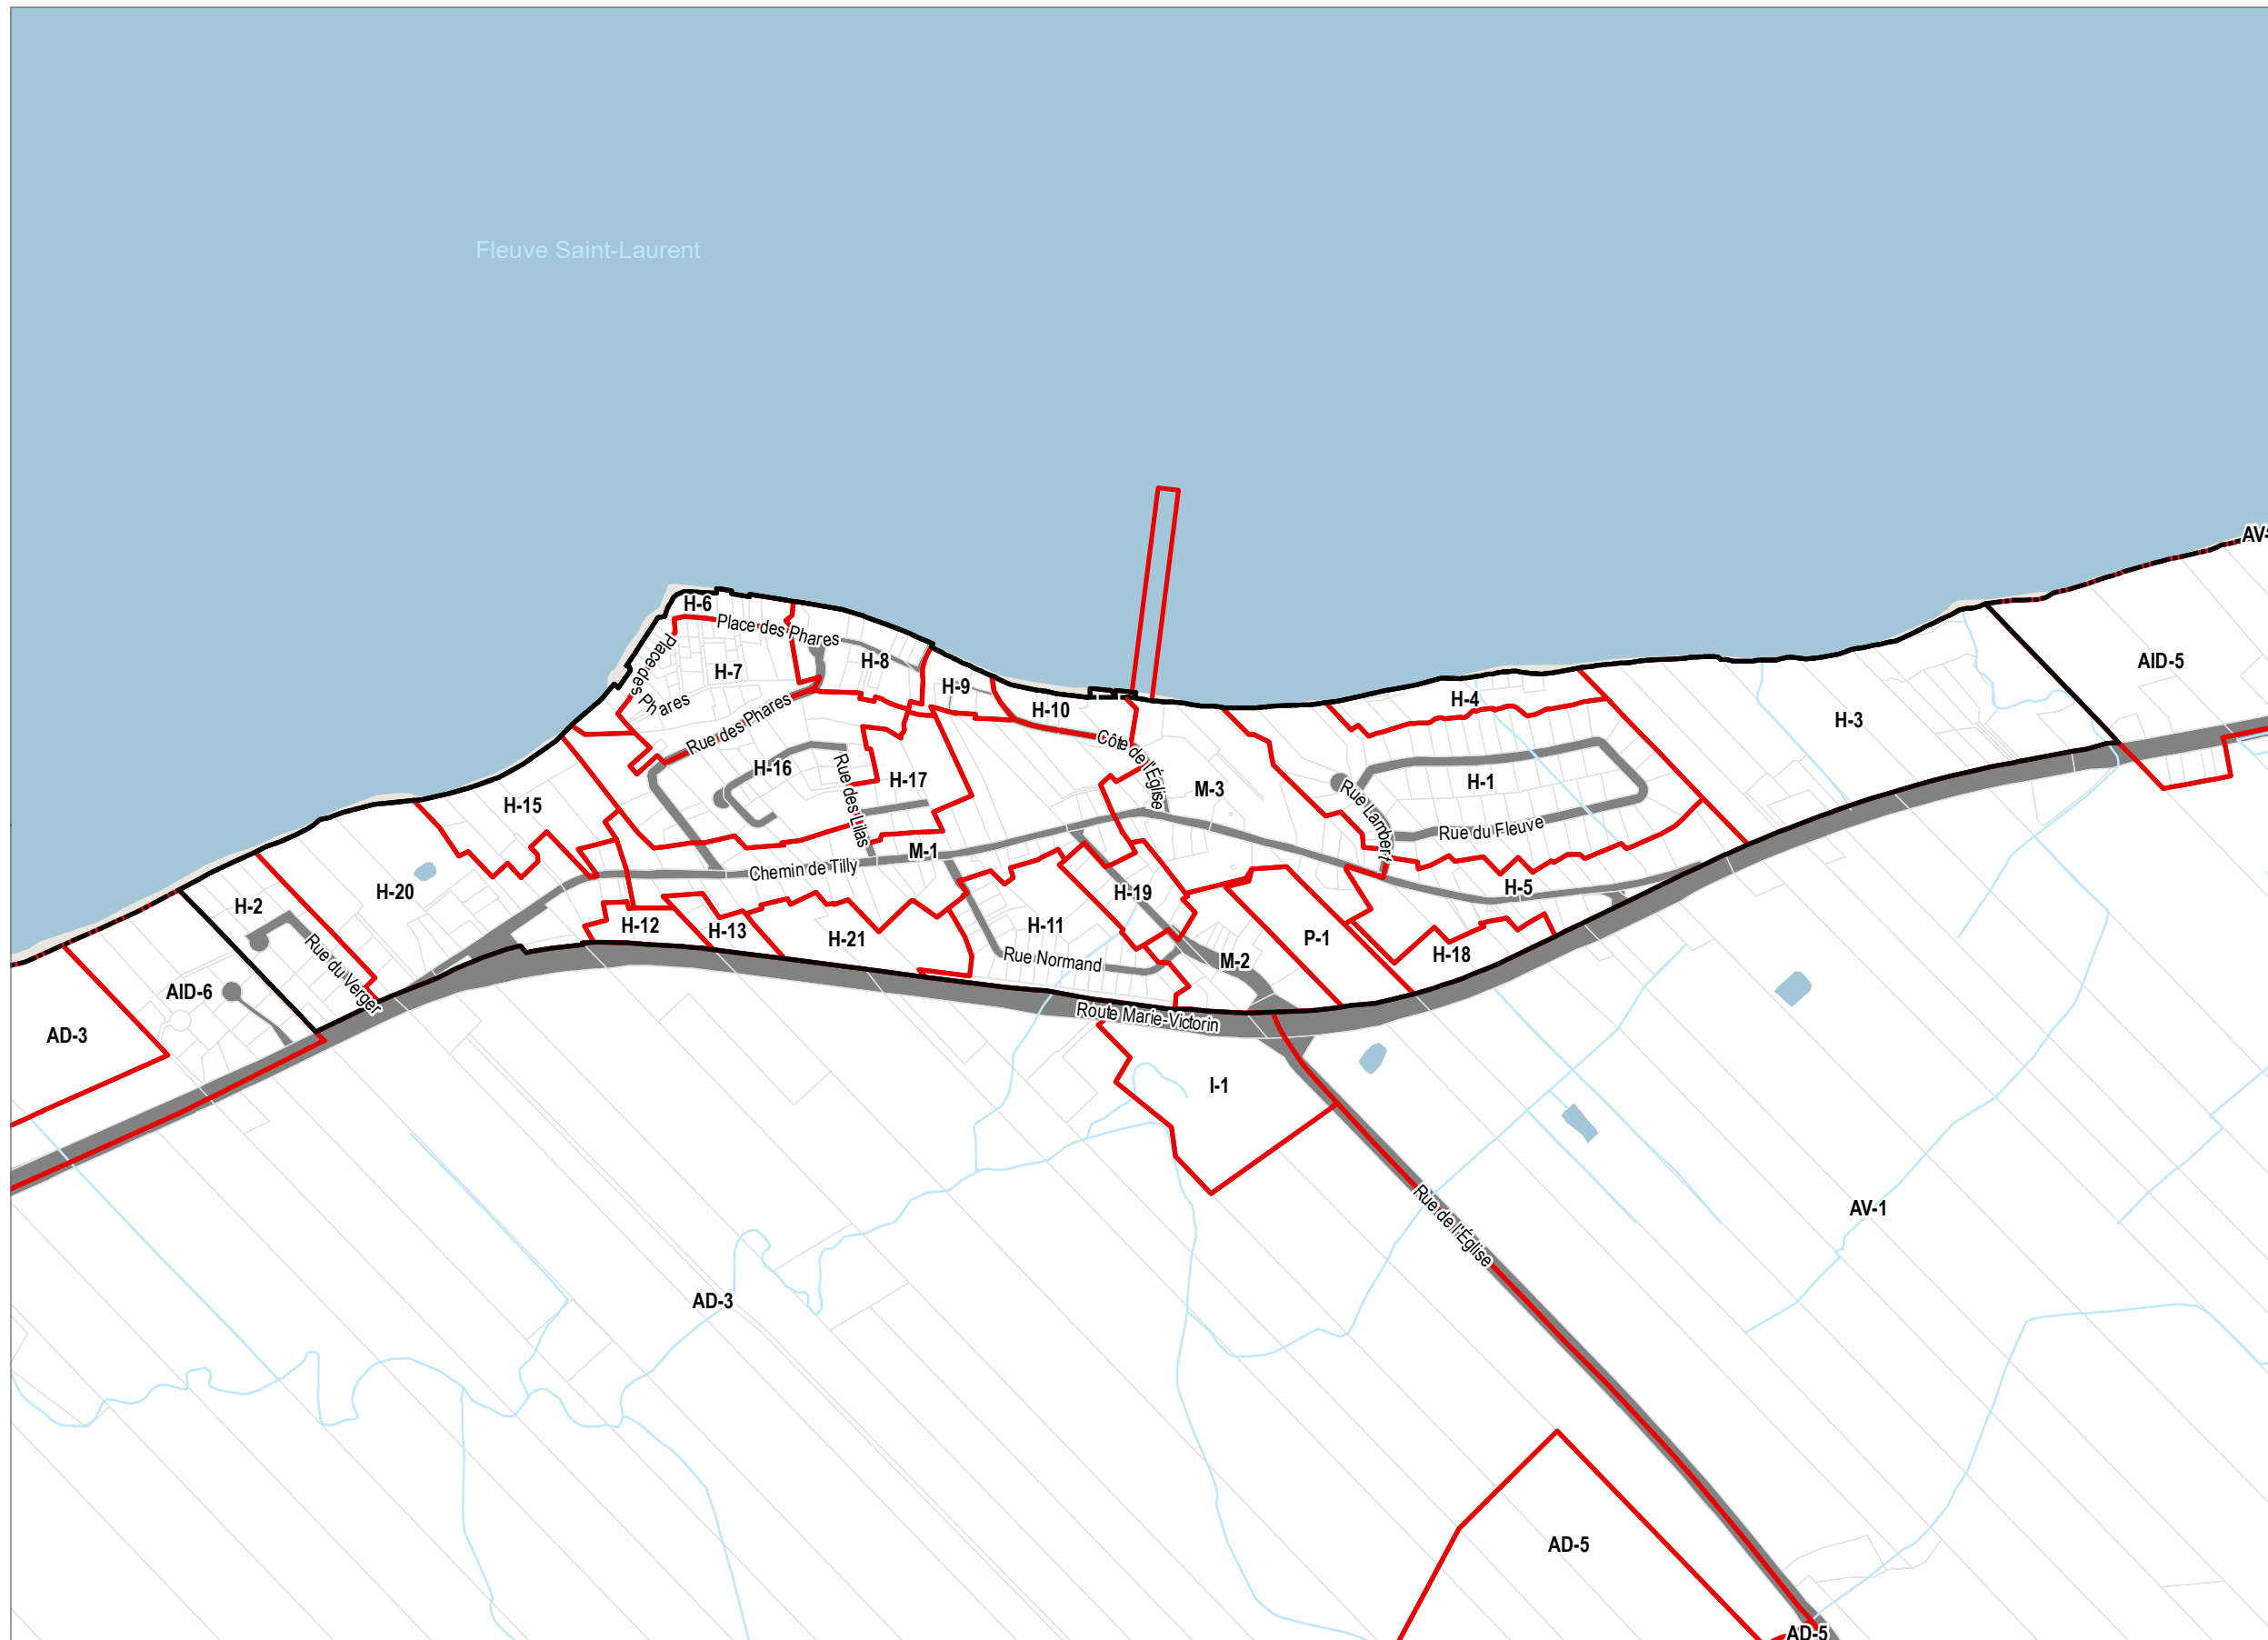 Fleuve Saint-Laurent
AV-
H-6
Place des Phares
Place des Phares
H-8
H-7
H-9
H-10
H-4
AID-5
H-3
Rue des Phares
Côte de l'Église
H-16
H-17
H-1
M-3
Rue des Lilas
Rue Lambert
H-15
Rue du Fleuve
M-1
Chemin de Tilly
H-5
H-20
H-19
H-2
H-12
H-13
H-11
H-21
P-1
H-18
Rue du Verger
Rue Normand
M-2
AID-6
Route Marie-Victorin
AD-3
I-1
Rue de l'Église
AV-1
AD-3
AD-5
AD-5